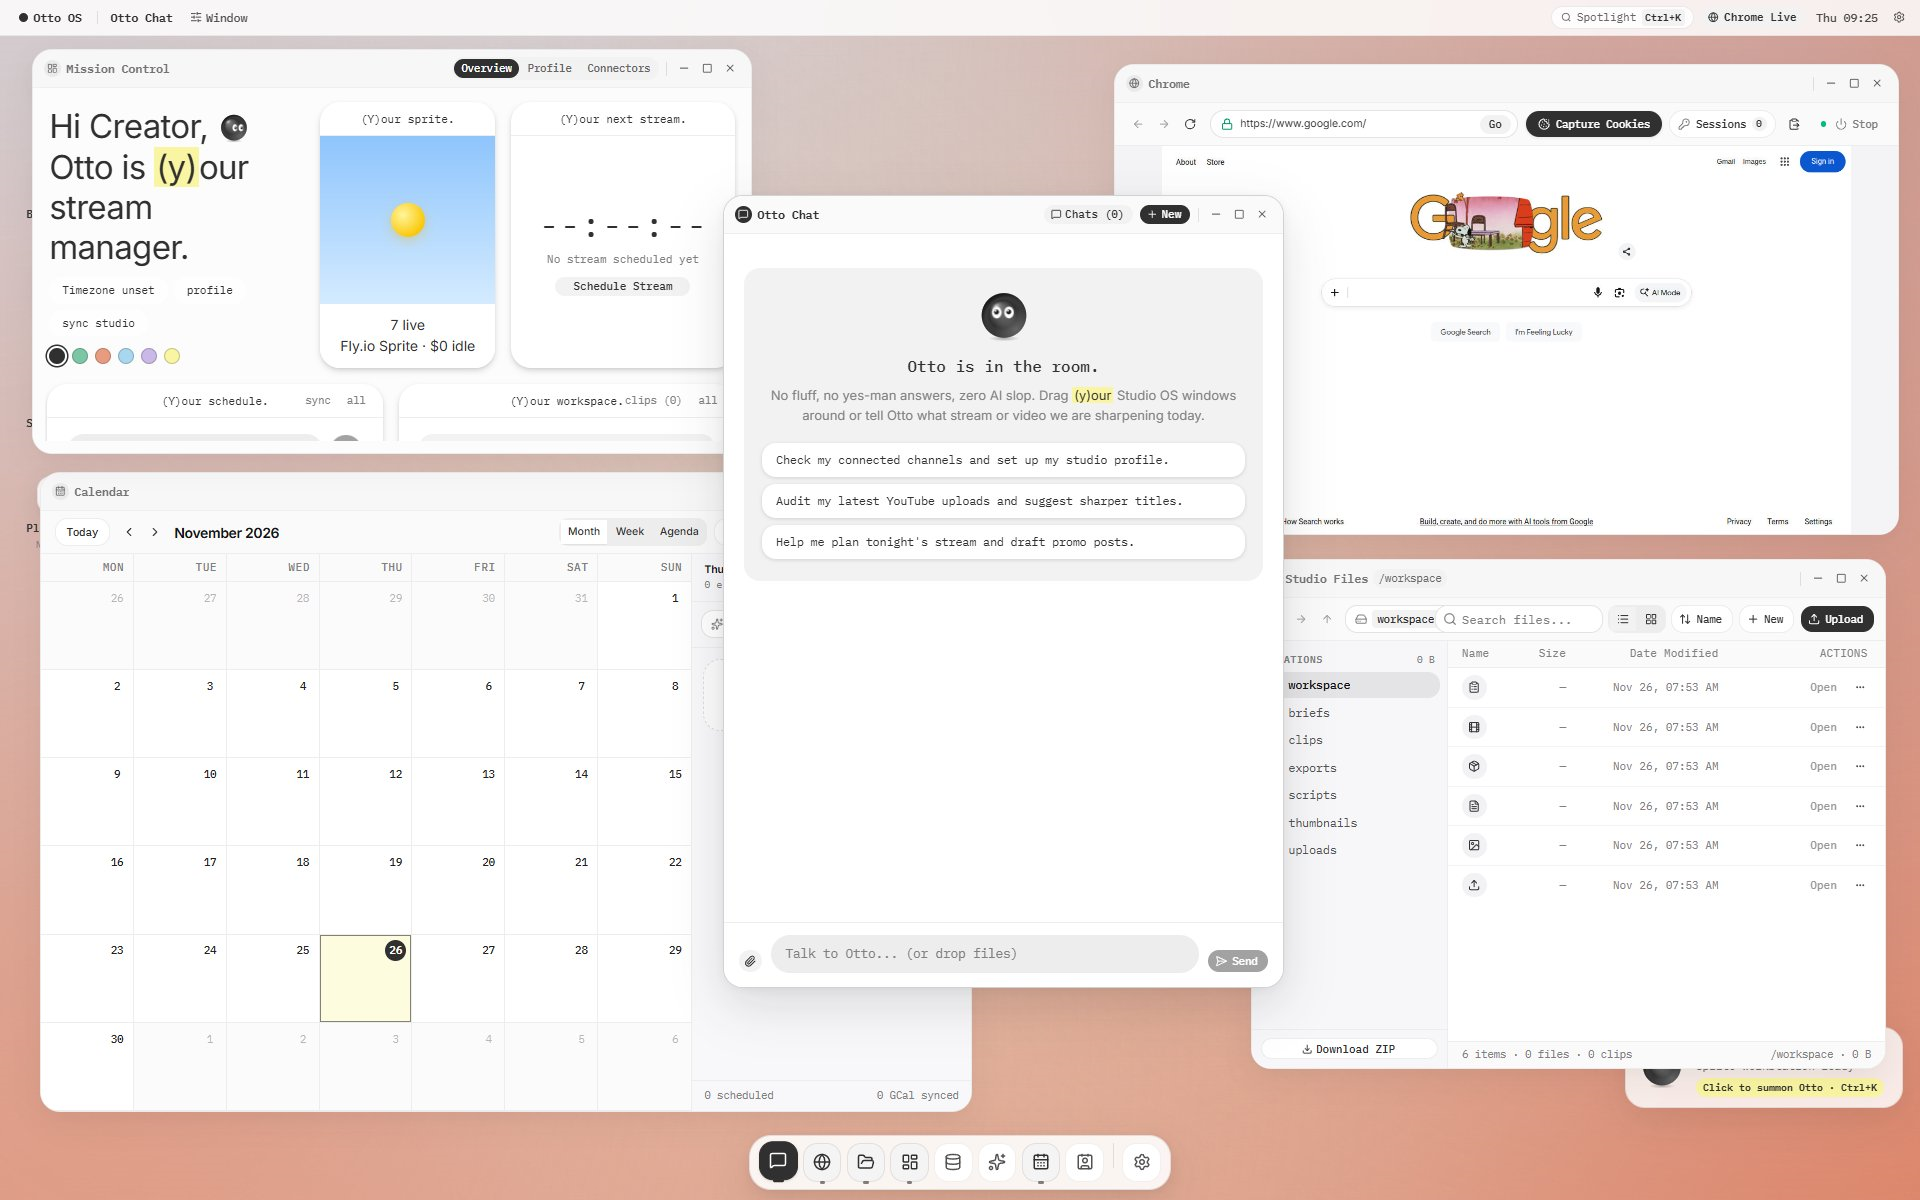 Otto OS
Otto Chat
Window
Spotlight Ctrl+K
Chrome Live
Thu 09:25
Mission Control
Overview
Profile
Connectors
Hi Creator,
Otto is (y)our
stream
manager.
Timezone unset
profile
sync studio
(Y)our sprite.
7 live
Fly.io Sprite · $0 idle
(Y)our next stream.
--:--:--
No stream scheduled yet
Schedule Stream
(Y)our schedule.
sync
all
(Y)our workspace.
clips (0)
all
Calendar
Today
November 2026
Month
Week
Agenda
MON TUE WED THU FRI SAT SUN
26 27 28 29 30 31 1
2 3 4 5 6 7 8
9 10 11 12 13 14 15
16 17 18 19 20 21 22
23 24 25 26 27 28 29
30 1 2 3 4 5 6
Thu
0 e
0 scheduled
0 GCal synced
Otto Chat
Chats (0)
+ New
Otto is in the room.
No fluff, no yes-man answers, zero AI slop. Drag (y)our Studio OS windows
around or tell Otto what stream or video we are sharpening today.
Check my connected channels and set up my studio profile.
Audit my latest YouTube uploads and suggest sharper titles.
Help me plan tonight's stream and draft promo posts.
Talk to Otto... (or drop files)
Send
Chrome
https://www.google.com/
Go
Capture Cookies
Sessions 0
Stop
About
Store
Gmail
Images
Sign in
Google
AI Mode
Google Search
I'm Feeling Lucky
How Search works
Build, create, and do more with AI tools from Google
Privacy
Terms
Settings
Studio Files
/workspace
workspace
Search files...
Name
+ New
Upload
ATIONS
0 B
workspace
briefs
clips
exports
scripts
thumbnails
uploads
Download ZIP
Name Size Date Modified ACTIONS
— Nov 26, 07:53 AM Open ...
— Nov 26, 07:53 AM Open ...
— Nov 26, 07:53 AM Open ...
— Nov 26, 07:53 AM Open ...
— Nov 26, 07:53 AM Open ...
— Nov 26, 07:53 AM Open ...
6 items · 0 files · 0 clips
/workspace · 0 B
Click to summon Otto · Ctrl+K